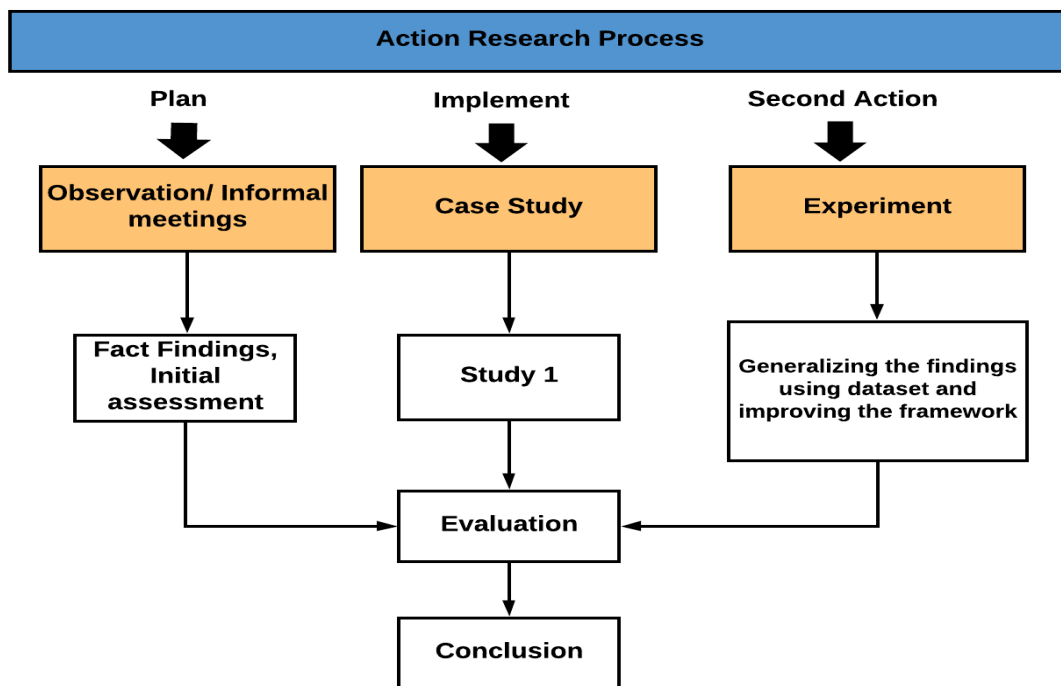 Action Research Process
Plan
Implement
Second Action
Observation/ Informal
meetings
Case Study
Experiment
Fact Findings,
Initial
assessment
Study 1
Generalizing the findings
using dataset and
improving the framework
Evaluation
Conclusion